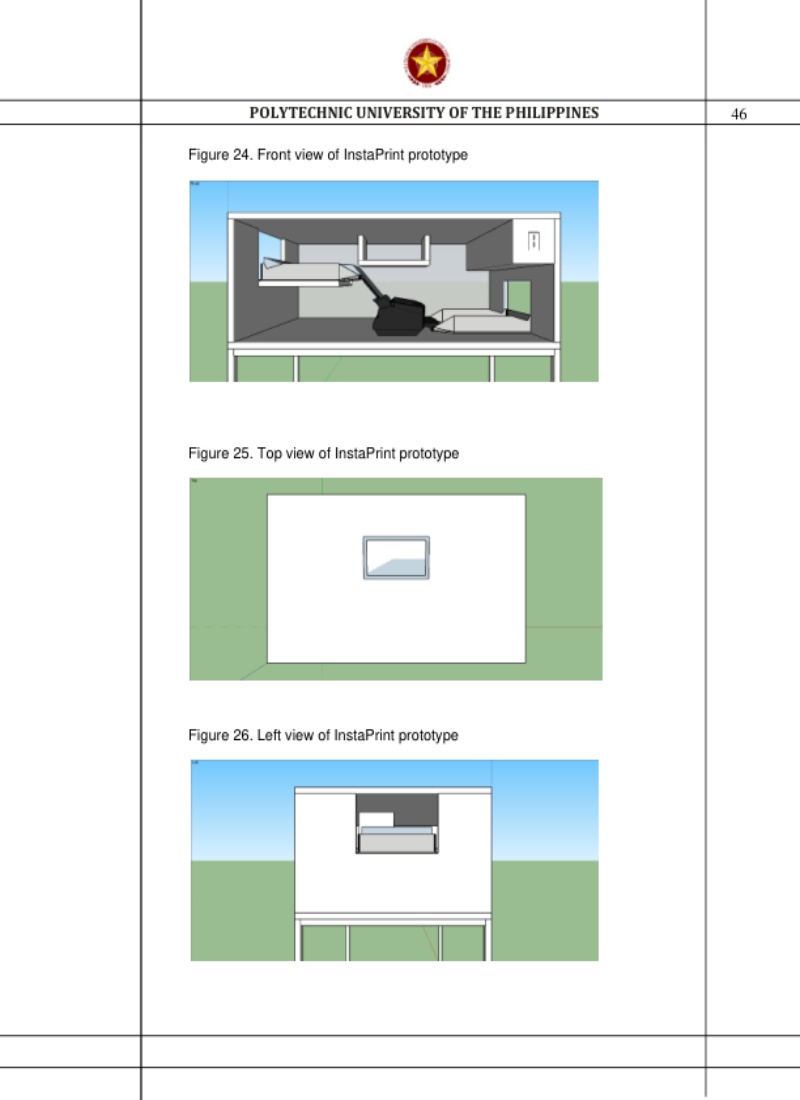 POLYTECHNIC UNIVERSITY OF THE PHILIPPINES
46
Figure 24. Front view of InstaPrint prototype
Figure 25. Top view of InstaPrint prototype
Figure 26. Left view of InstaPrint prototype